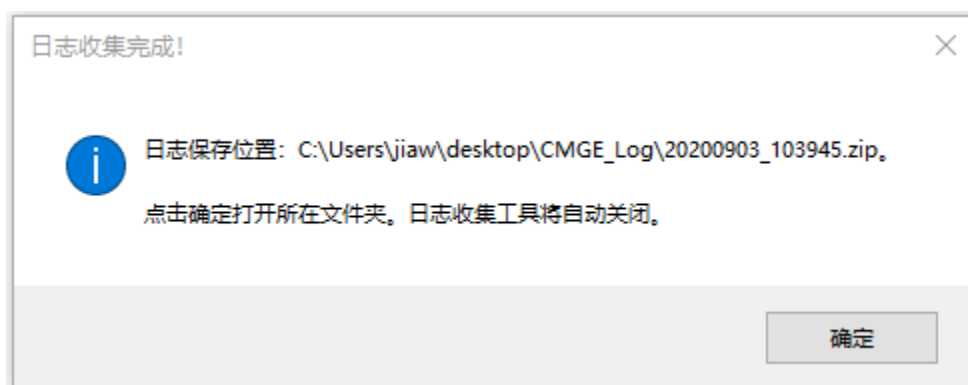 日志收集完成!
日志保存位置：C:\Users\jiaw\desktop\CMGE_Log\20200903_103945.zip。
点击确定打开所在文件夹。日志收集工具将自动关闭。
确定